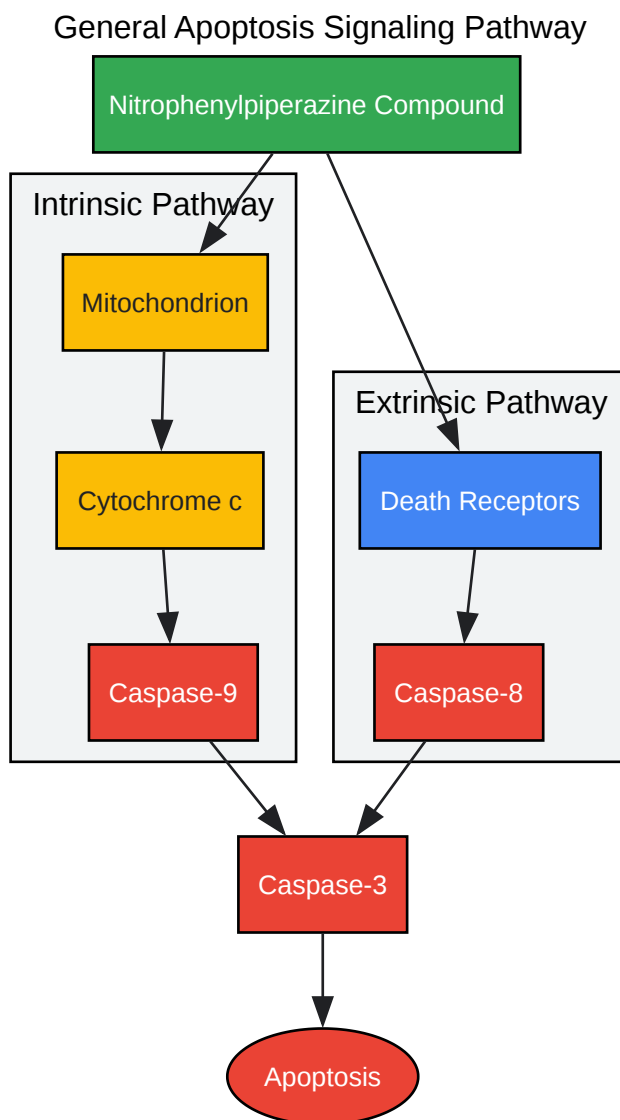 General Apoptosis Signaling Pathway
Nitrophenylpiperazine Compound
Intrinsic Pathway
Mitochondrion
Cytochrome c
Caspase-9
Extrinsic Pathway
Death Receptors
Caspase-8
Caspase-3
Apoptosis